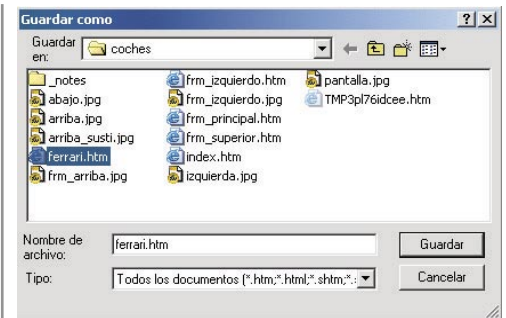 Guardar como
Guardar en:
coches
_notes
abajo.jpg
arriba.jpg
arriba_susti.jpg
ferrari.htm
frm_arriba.jpg
frm_izquierdo.htm
frm_izquierdo.jpg
frm_principal.htm
frm_superior.htm
index.htm
izquierda.jpg
pantalla.jpg
TMP3pl76idcee.htm
Nombre de archivo:
ferrari.htm
Guardar
Tipo:
Todos los documentos (*.htm;*.html;*.shtm;*.
Cancelar